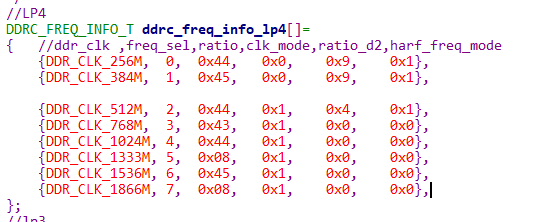 //LP4
DDRC_FREQ_INFO_T ddrc_freq_info_lp4[]=
{ //ddr_clk ,freq_sel,ratio,clk_mode,ratio_d2,harf_freq_mode
{DDR_CLK_256M, 0, 0x44, 0x0, 0x9, 0x1},
{DDR_CLK_384M, 1, 0x45, 0x0, 0x9, 0x1},
{DDR_CLK_512M, 2, 0x44, 0x1, 0x4, 0x1},
{DDR_CLK_768M, 3, 0x43, 0x1, 0x0, 0x0},
{DDR_CLK_1024M, 4, 0x44, 0x1, 0x0, 0x0},
{DDR_CLK_1333M, 5, 0x08, 0x1, 0x0, 0x0},
{DDR_CLK_1536M, 6, 0x45, 0x1, 0x0, 0x0},
{DDR_CLK_1866M, 7, 0x08, 0x1, 0x0, 0x0},
};
//lp3